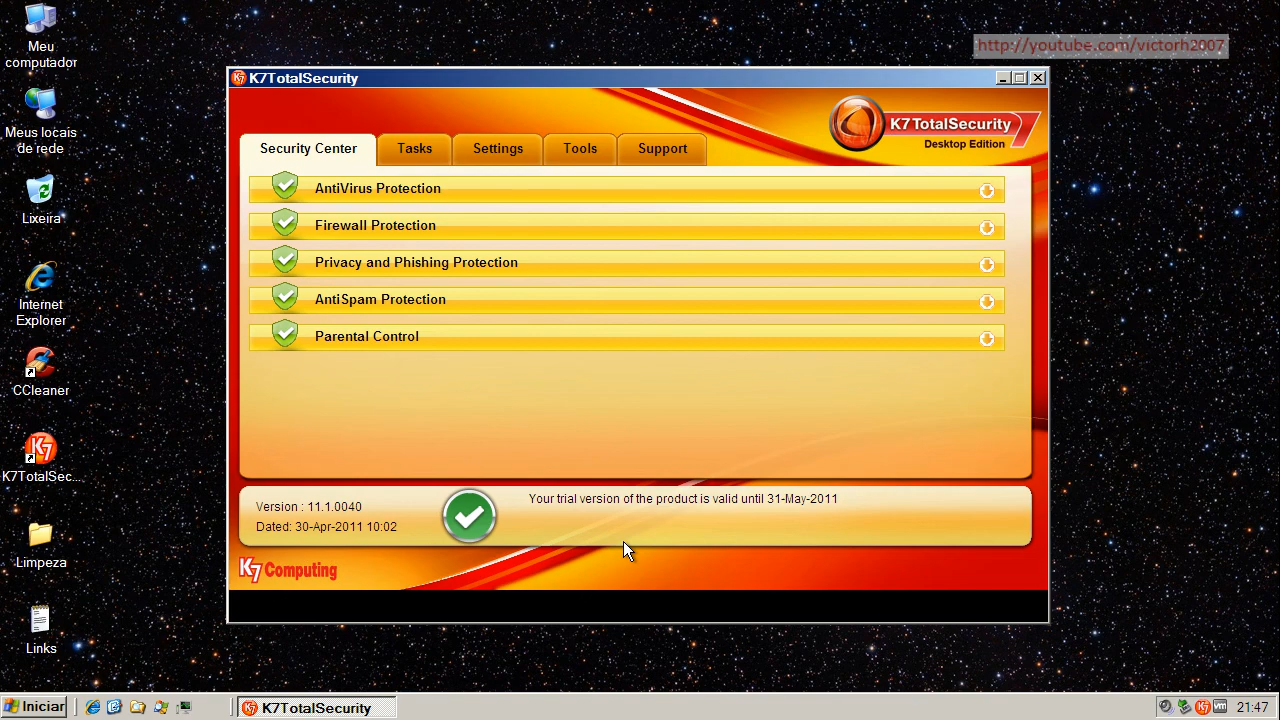 Meu
computador
Meus locais
de rede
Lixeira
Internet
Explorer
CCleaner
K7TotalSec...
Limpeza
Links
http://youtube.com/victorh2007
K7TotalSecurity
K7TotalSecurity
Desktop Edition
Security Center
Tasks
Settings
Tools
Support
AntiVirus Protection
Firewall Protection
Privacy and Phishing Protection
AntiSpam Protection
Parental Control
Version : 11.1.0040
Dated: 30-Apr-2011 10:02
Your trial version of the product is valid until 31-May-2011
K7 Computing
Iniciar
K7TotalSecurity
21:47